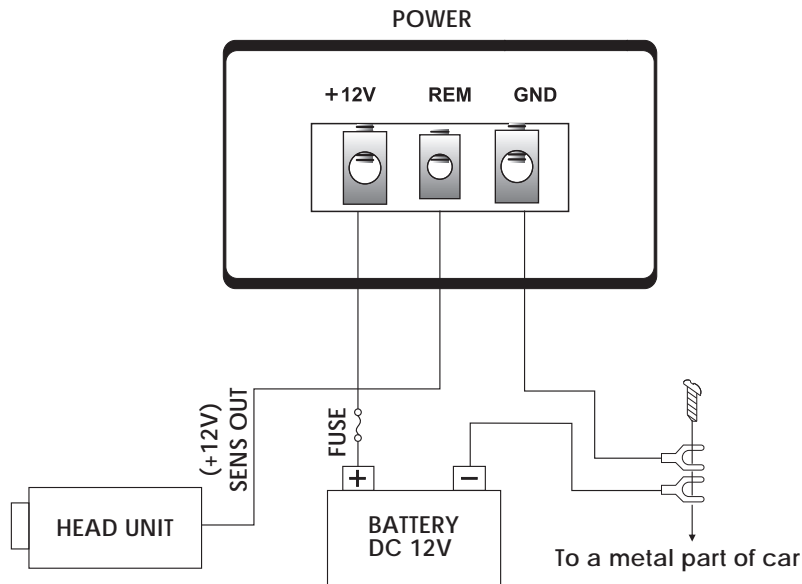 POWER
+12V REM GND
(+12V)
SENS OUT
FUSE
+ −
HEAD UNIT
BATTERY
DC 12V
To a metal part of car